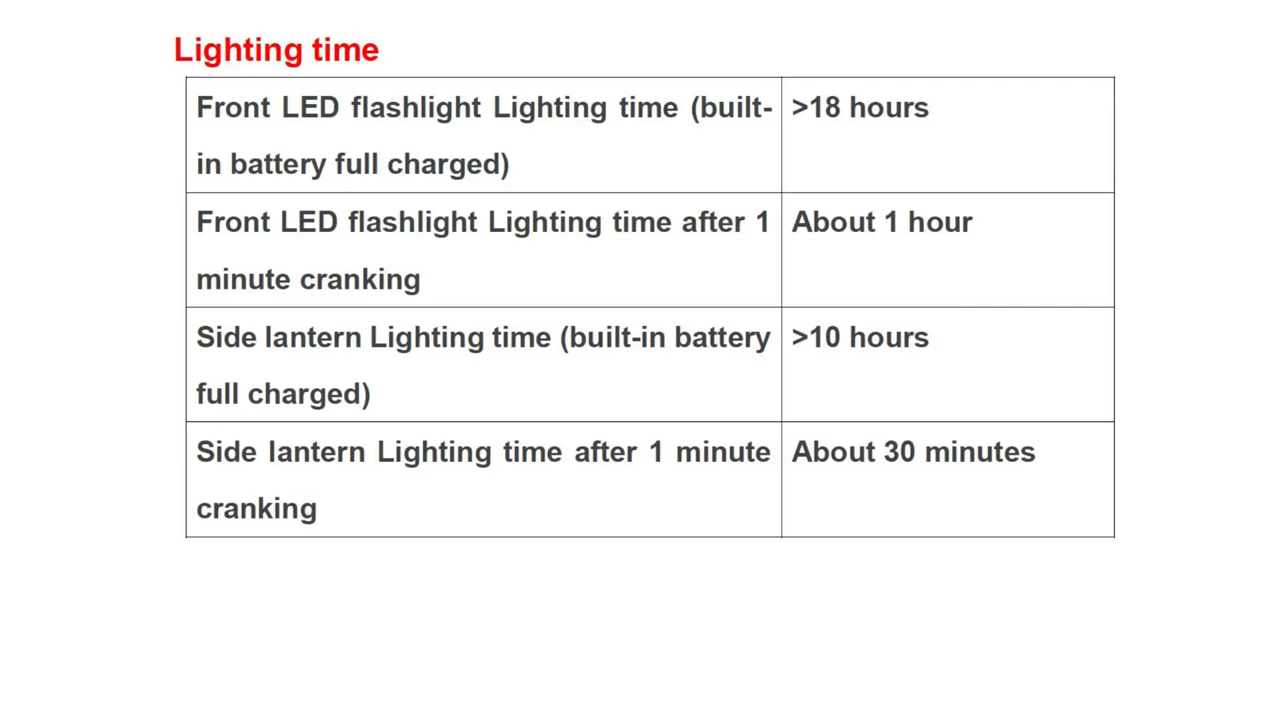 Lighting time
Front LED flashlight Lighting time (built-
in battery full charged)
>18 hours
Front LED flashlight Lighting time after 1
minute cranking
About 1 hour
Side lantern Lighting time (built-in battery
full charged)
>10 hours
Side lantern Lighting time after 1 minute
cranking
About 30 minutes